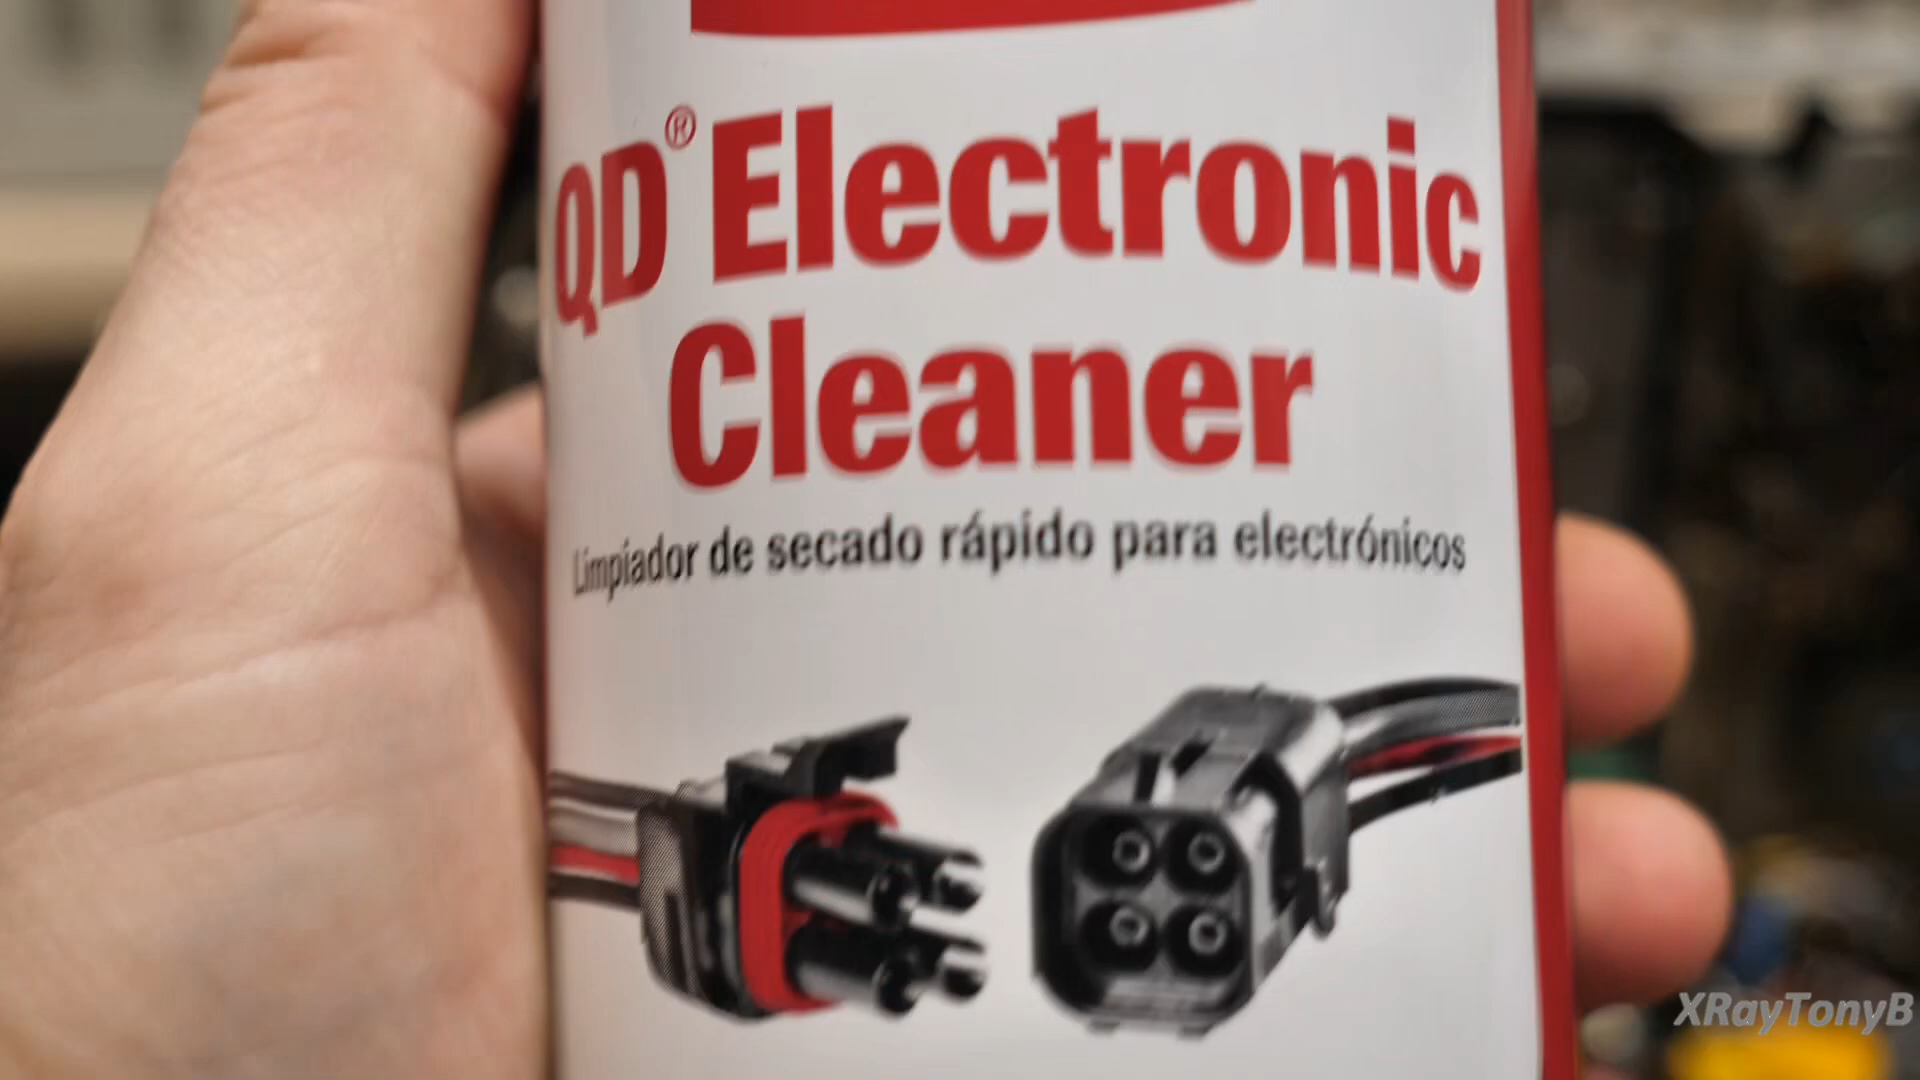 QD® Electronic
Cleaner
Limpiador de secado rápido para electrónicos
XRayTonyB